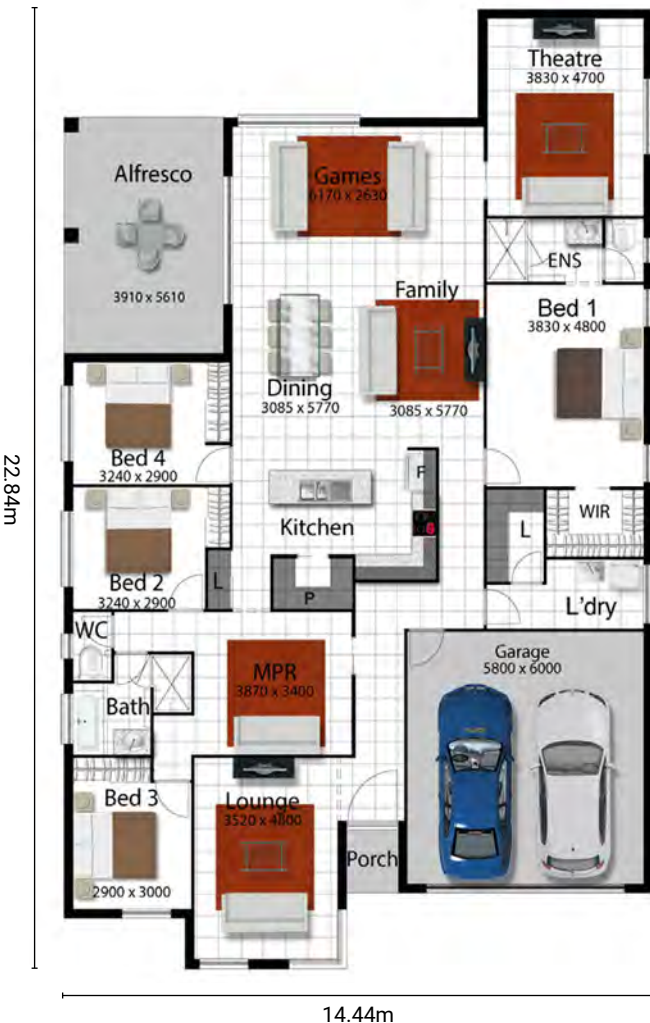 Theatre
3830 x 4700
Alfresco
3910 x 5610
Games
6170 x 2630
ENS
Family
3085 x 5770
Bed 1
3830 x 4800
Dining
3085 x 5770
Bed 4
3240 x 2900
F
Kitchen
WIR
L
Bed 2
3240 x 2900
L
P
L'dry
WC
MPR
3870 x 3400
Garage
5800 x 6000
Bath
Bed 3
2900 x 3000
Lounge
3520 x 4800
Porch
22.84m
14.44m